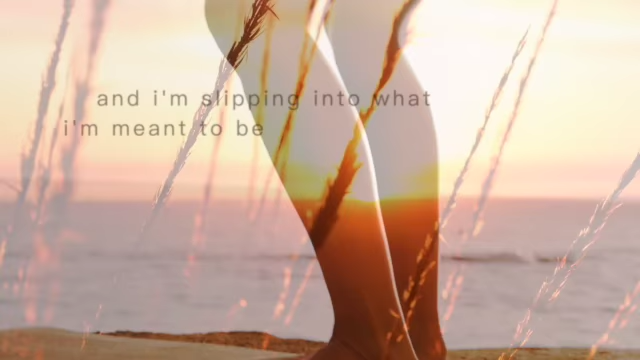 and i'm slipping into what
i'm meant to be